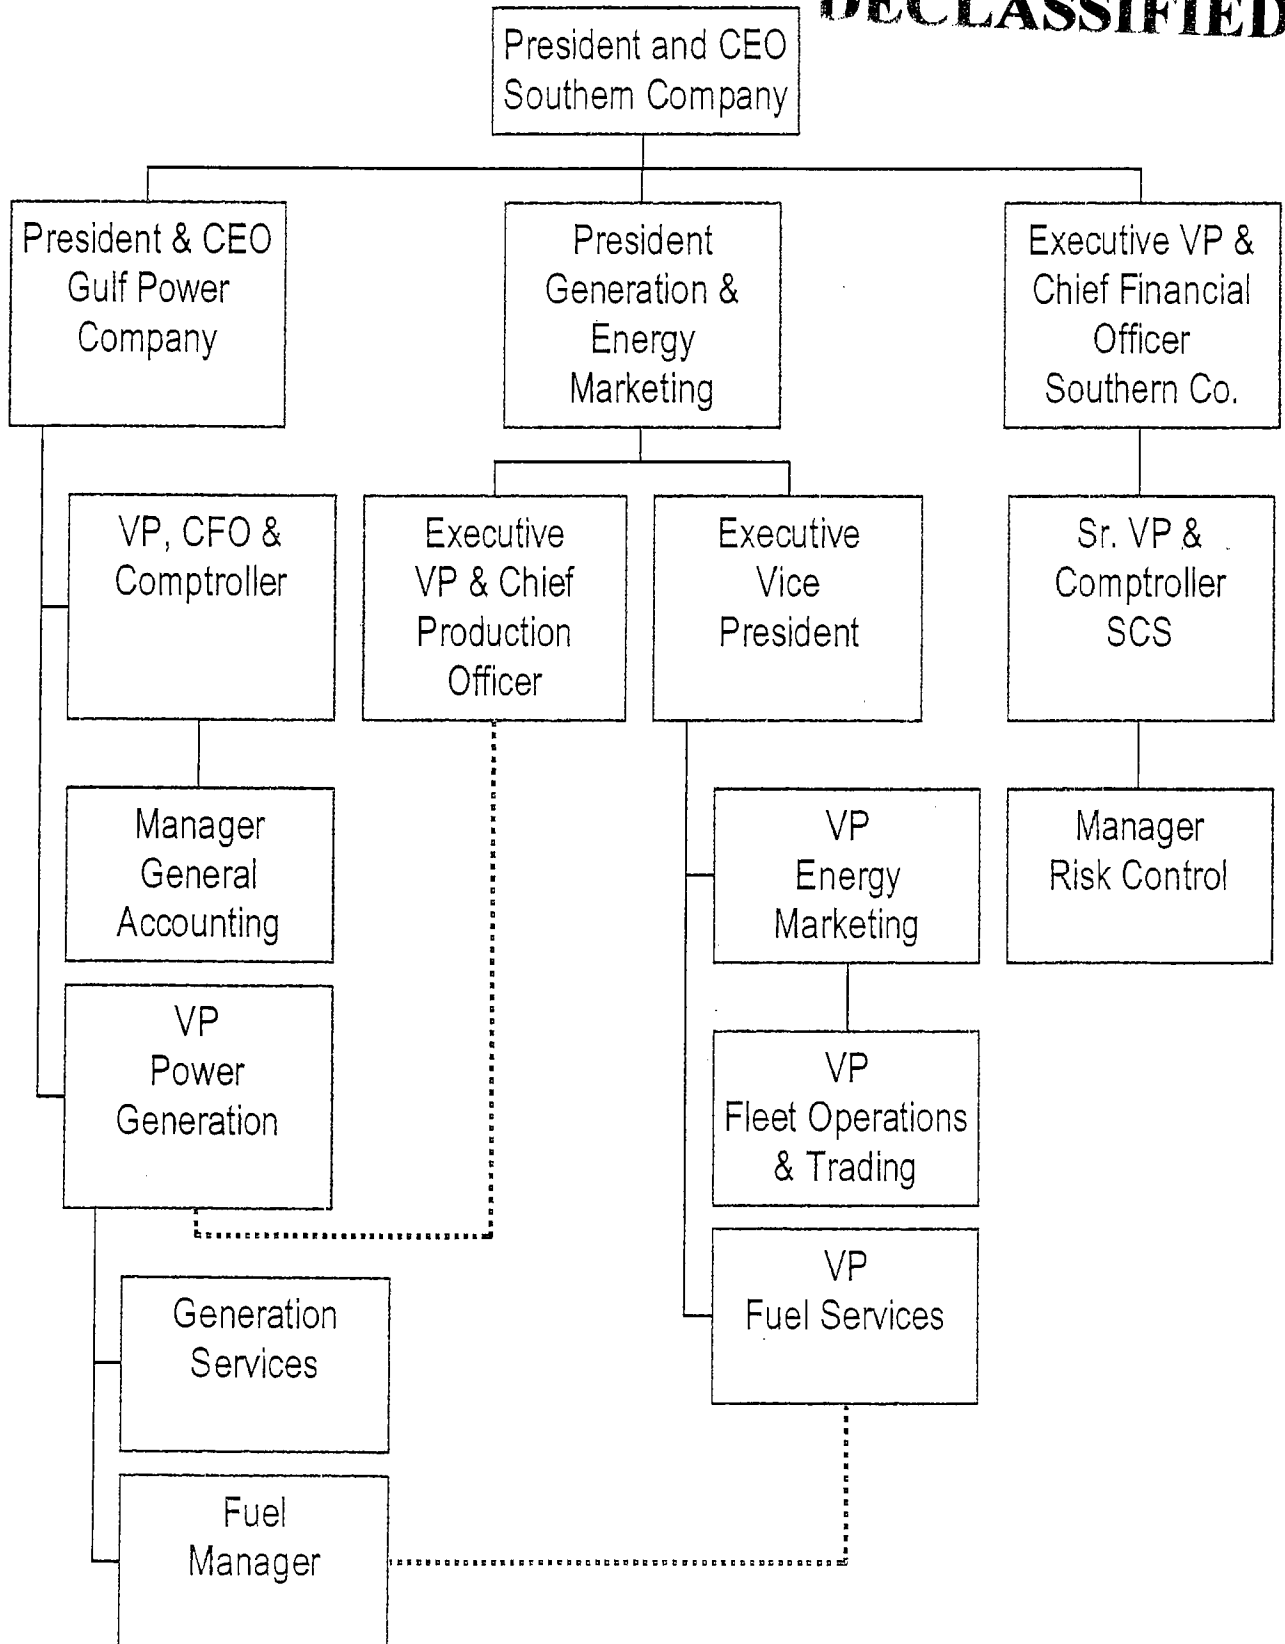 DECLASSIFIED
President and CEO
Southern Company
President & CEO
Gulf Power
Company
President
Generation &
Energy
Marketing
Executive VP &
Chief Financial
Officer
Southern Co.
VP, CFO &
Comptroller
Executive
VP & Chief
Production
Officer
Executive
Vice
President
Sr. VP &
Comptroller
SCS
Manager
General
Accounting
VP
Energy
Marketing
Manager
Risk Control
VP
Power
Generation
VP
Fleet Operations
& Trading
VP
Fuel Services
Generation
Services
Fuel
Manager